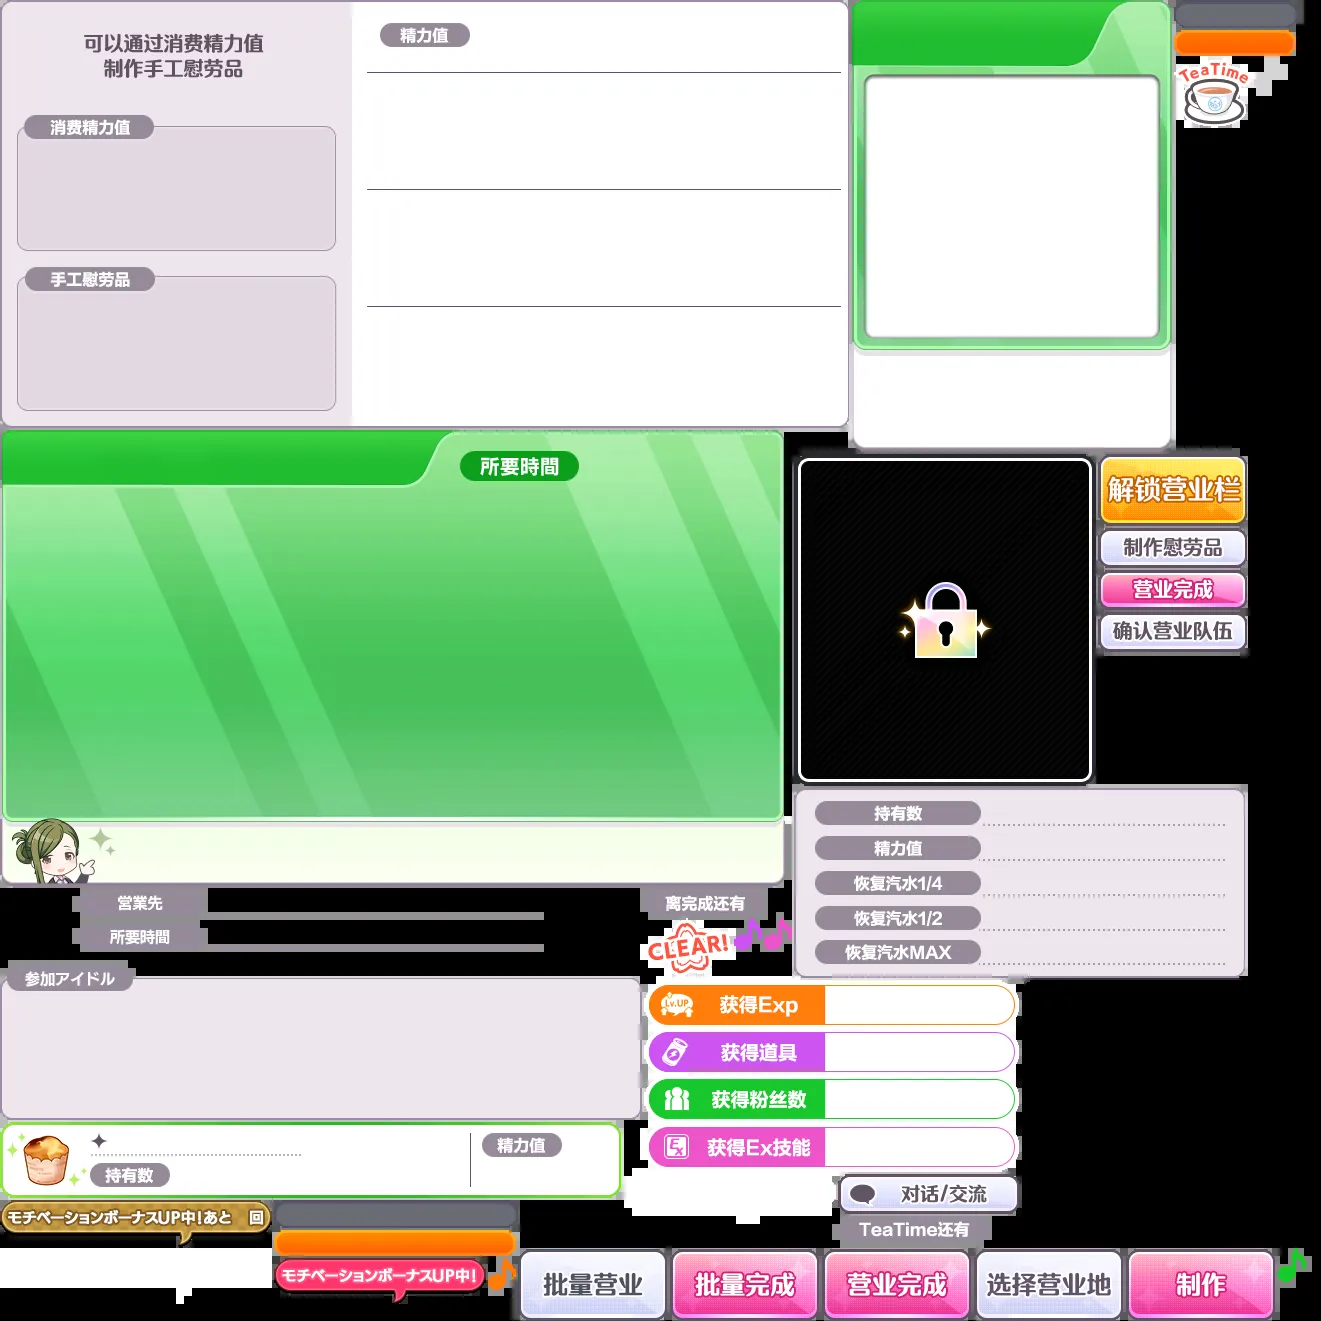 可以通过消费精力值
制作手工慰劳品
消费精力值
手工慰劳品
精力值
TeaTime
所要時間
解锁营业栏
制作慰劳品
营业完成
确认营业队伍
持有数
精力值
恢复汽水1/4
恢复汽水1/2
恢复汽水MAX
営業先
所要時間
离完成还有
CLEAR!
参加アイドル
Lv.UP
获得Exp
获得道具
获得粉丝数
Ex
获得Ex技能
精力值
持有数
对话/交流
TeaTime还有
モチベーションボーナスUP中!あと 回
モチベーションボーナスUP中!
批量营业
批量完成
营业完成
选择营业地
制作